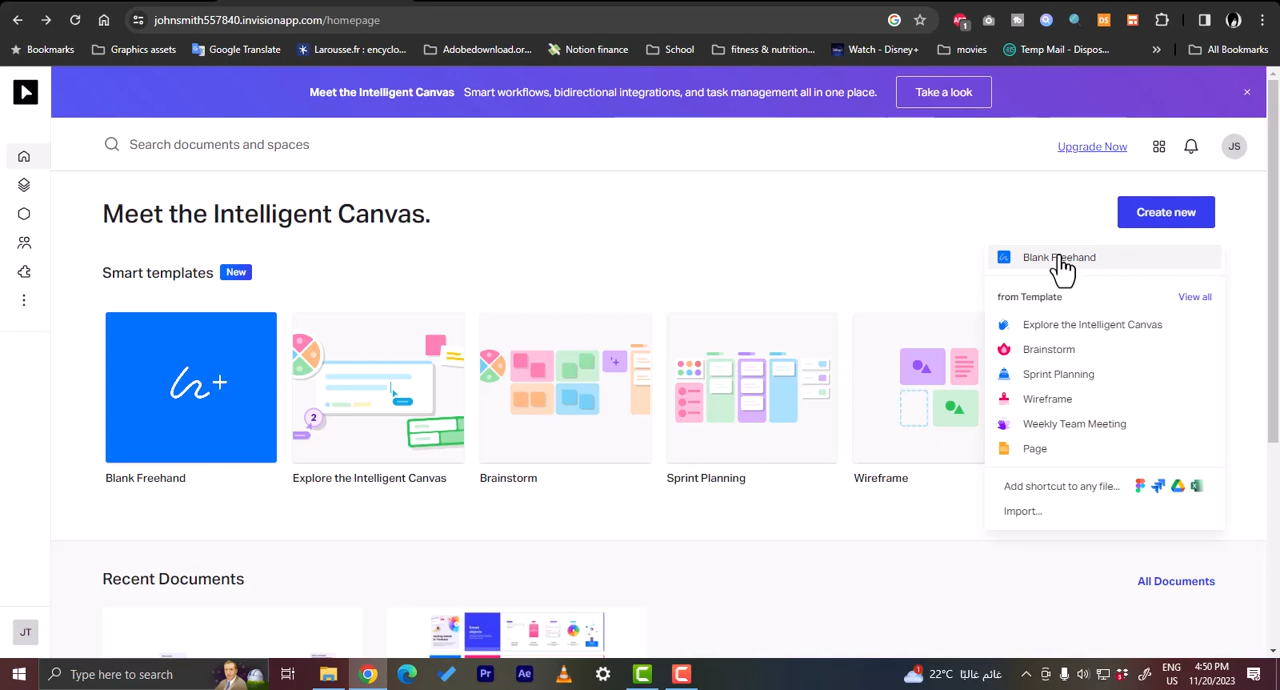 johnsmith557840.invisionapp.com/homepage
1
Bookmarks Graphics assets Google Translate Larousse.fr: encyclo... Adobedownload.or... Notion finance School fitness & nutrition... Watch - Disney+ movies Temp Mail - Dispos... » All Bookmarks
Meet the Intelligent Canvas Smart workflows, bidirectional integrations, and task management all in one place. Take a look ×
Search documents and spaces Upgrade Now JS
Meet the Intelligent Canvas. Create new
Blank Freehand
Smart templates New
from Template View all
Explore the Intelligent Canvas
Brainstorm
Sprint Planning
Wireframe
Weekly Team Meeting
Page
2
Blank Freehand Explore the Intelligent Canvas Brainstorm Sprint Planning Wireframe
Add shortcut to any file...
Import...
Recent Documents All Documents
JT
Type here to search Pr Ae 1 22°C غائم غالبًا ENG 4:50 PM
US 11/20/2023